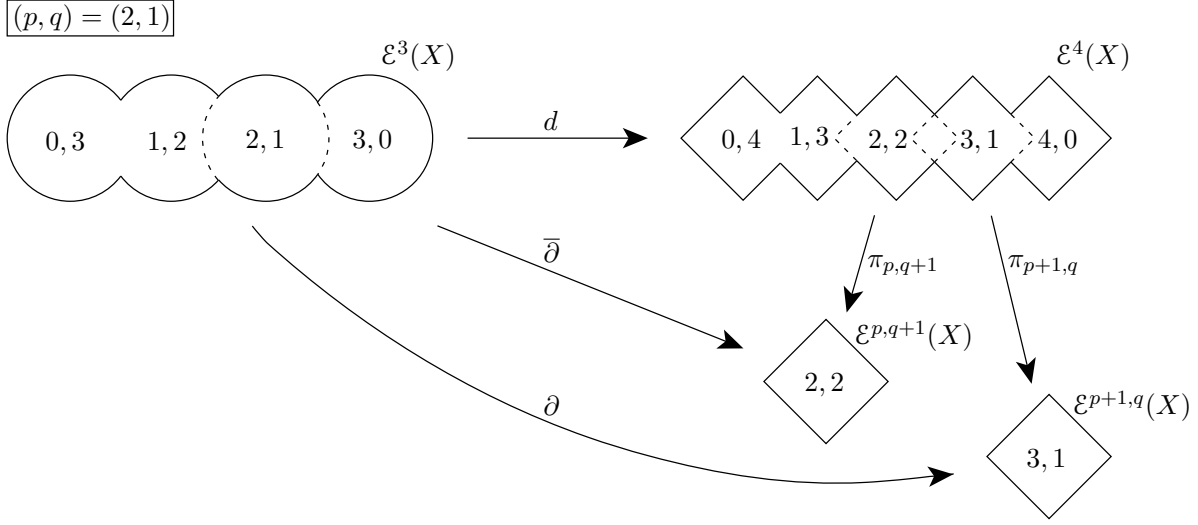 (p, q) = (2, 1)
ℰ³(X)
ℰ⁴(X)
0, 3
1, 2
2, 1
3, 0
d
0, 4
1, 3
2, 2
3, 1
4, 0
∂̅
π_{p,q+1}
π_{p+1,q}
ℰ^{p,q+1}(X)
2, 2
∂
ℰ^{p+1,q}(X)
3, 1